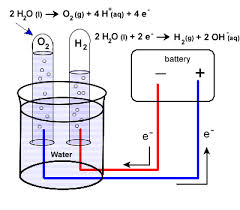 2 H₂O (l) → O₂(g) + 4 H⁺(aq) + 4 e⁻
O₂
H₂
2 H₂O (l) + 2 e⁻ → H₂(g) + 2 OH⁻(aq)
battery
− +
e⁻
e⁻
Water